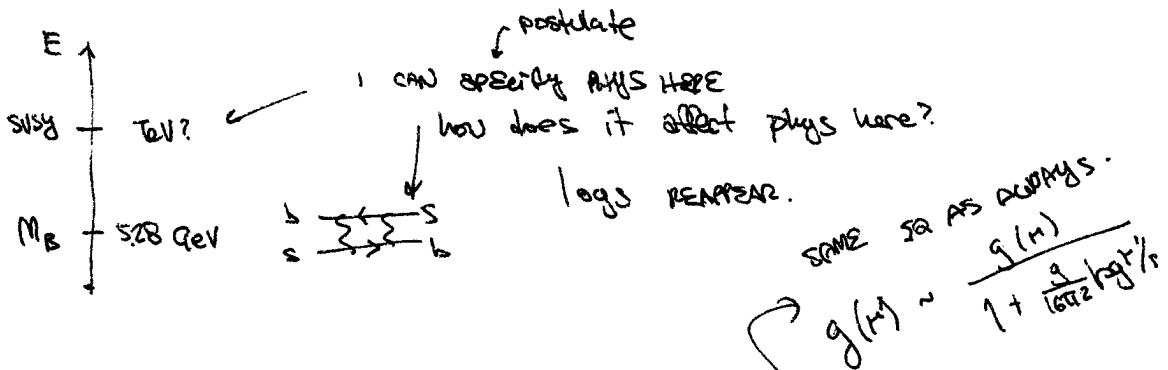 postulate
E
I CAN SPECIFY PHYS HERE
SUSY TeV?
how does it affect phys here?
logs REAPPEAR.
M_B 5.28 GeV
b s
s b
SAME AS ALWAYS.
g(μ') ~ g(μ) / 1 + g/16π² log μ'/